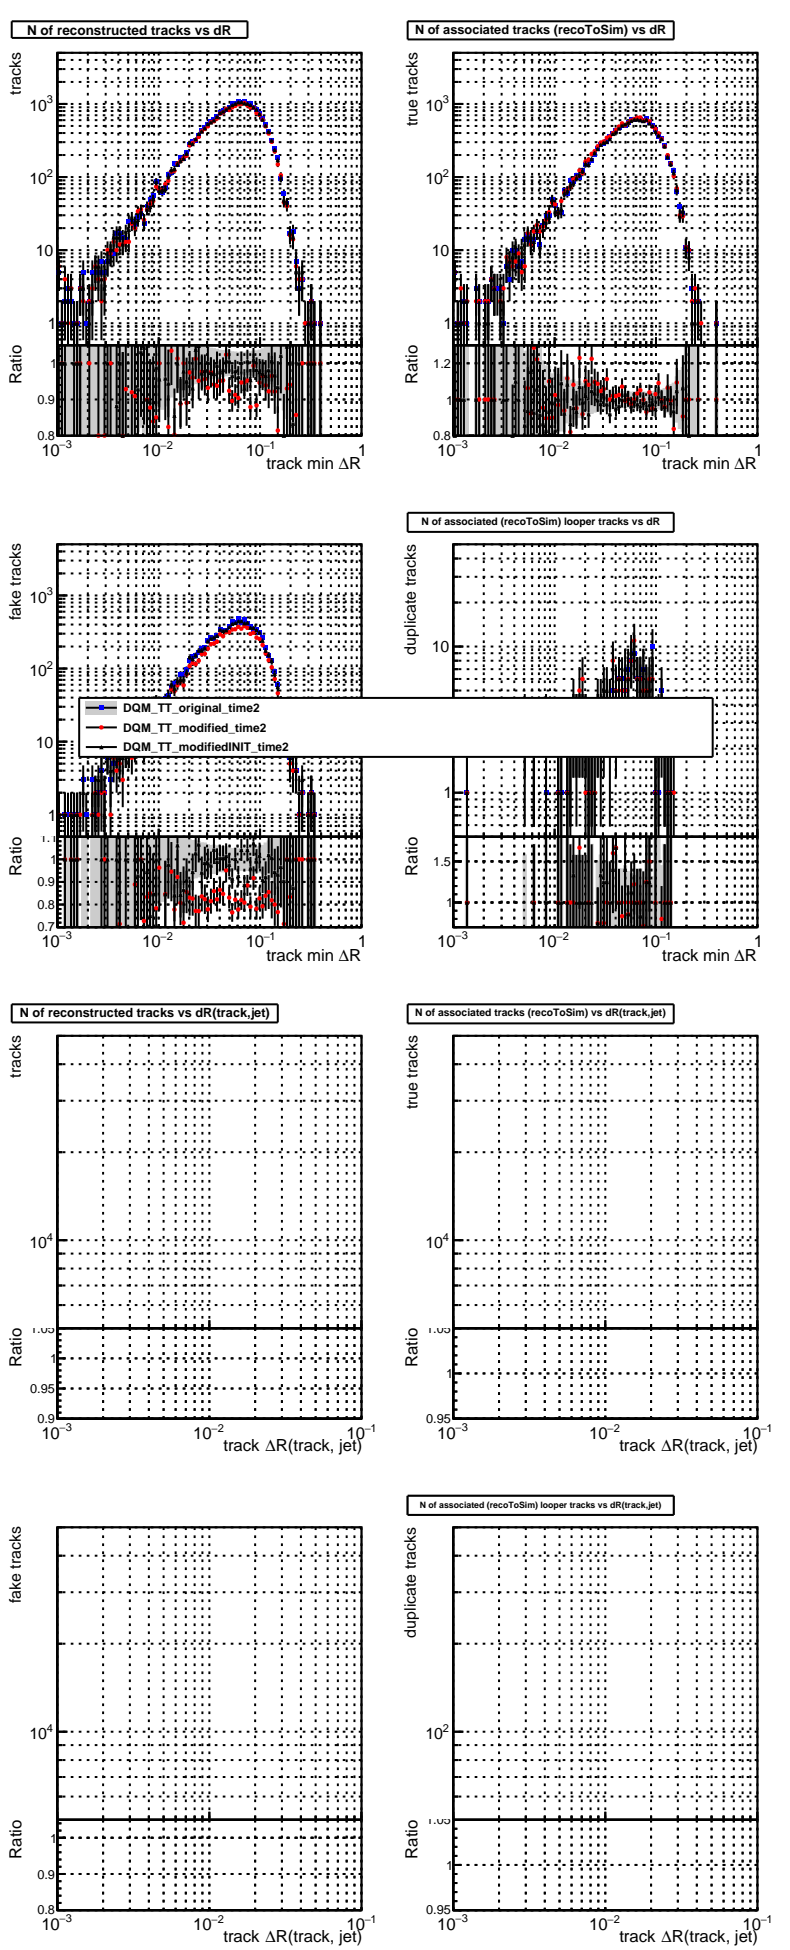 N of reconstructed tracks vs dR
N of associated tracks (recoToSim) vs dR
tracks
10³
10²
10
1
Ratio
1
0.9
0.8
10⁻³ 10⁻² 10⁻¹ 1
track min ΔR
true tracks
10³
10²
10
1
Ratio
1.2
1
0.8
10⁻³ 10⁻² 10⁻¹ 1
track min ΔR
N of associated (recoToSim) looper tracks vs dR
fake tracks
10³
10²
10
1
Ratio
1.1
1
0.9
0.8
0.7
10⁻³ 10⁻² 10⁻¹ 1
track min ΔR
duplicate tracks
10
1
Ratio
1.5
1
10⁻³ 10⁻² 10⁻¹ 1
track min ΔR
DQM_TT_original_time2
DQM_TT_modified_time2
DQM_TT_modifiedINIT_time2
N of reconstructed tracks vs dR(track,jet)
N of associated tracks (recoToSim) vs dR(track,jet)
tracks
10⁴
Ratio
1.05
1
0.95
0.9
10⁻³ 10⁻² 10⁻¹
track ΔR(track, jet)
true tracks
10⁴
Ratio
1.05
1
0.95
10⁻³ 10⁻² 10⁻¹
track ΔR(track, jet)
N of associated (recoToSim) looper tracks vs dR(track,jet)
fake tracks
10⁴
Ratio
1
0.9
0.8
10⁻³ 10⁻² 10⁻¹
track ΔR(track, jet)
duplicate tracks
10²
Ratio
1.05
1
0.95
10⁻³ 10⁻² 10⁻¹
track ΔR(track, jet)